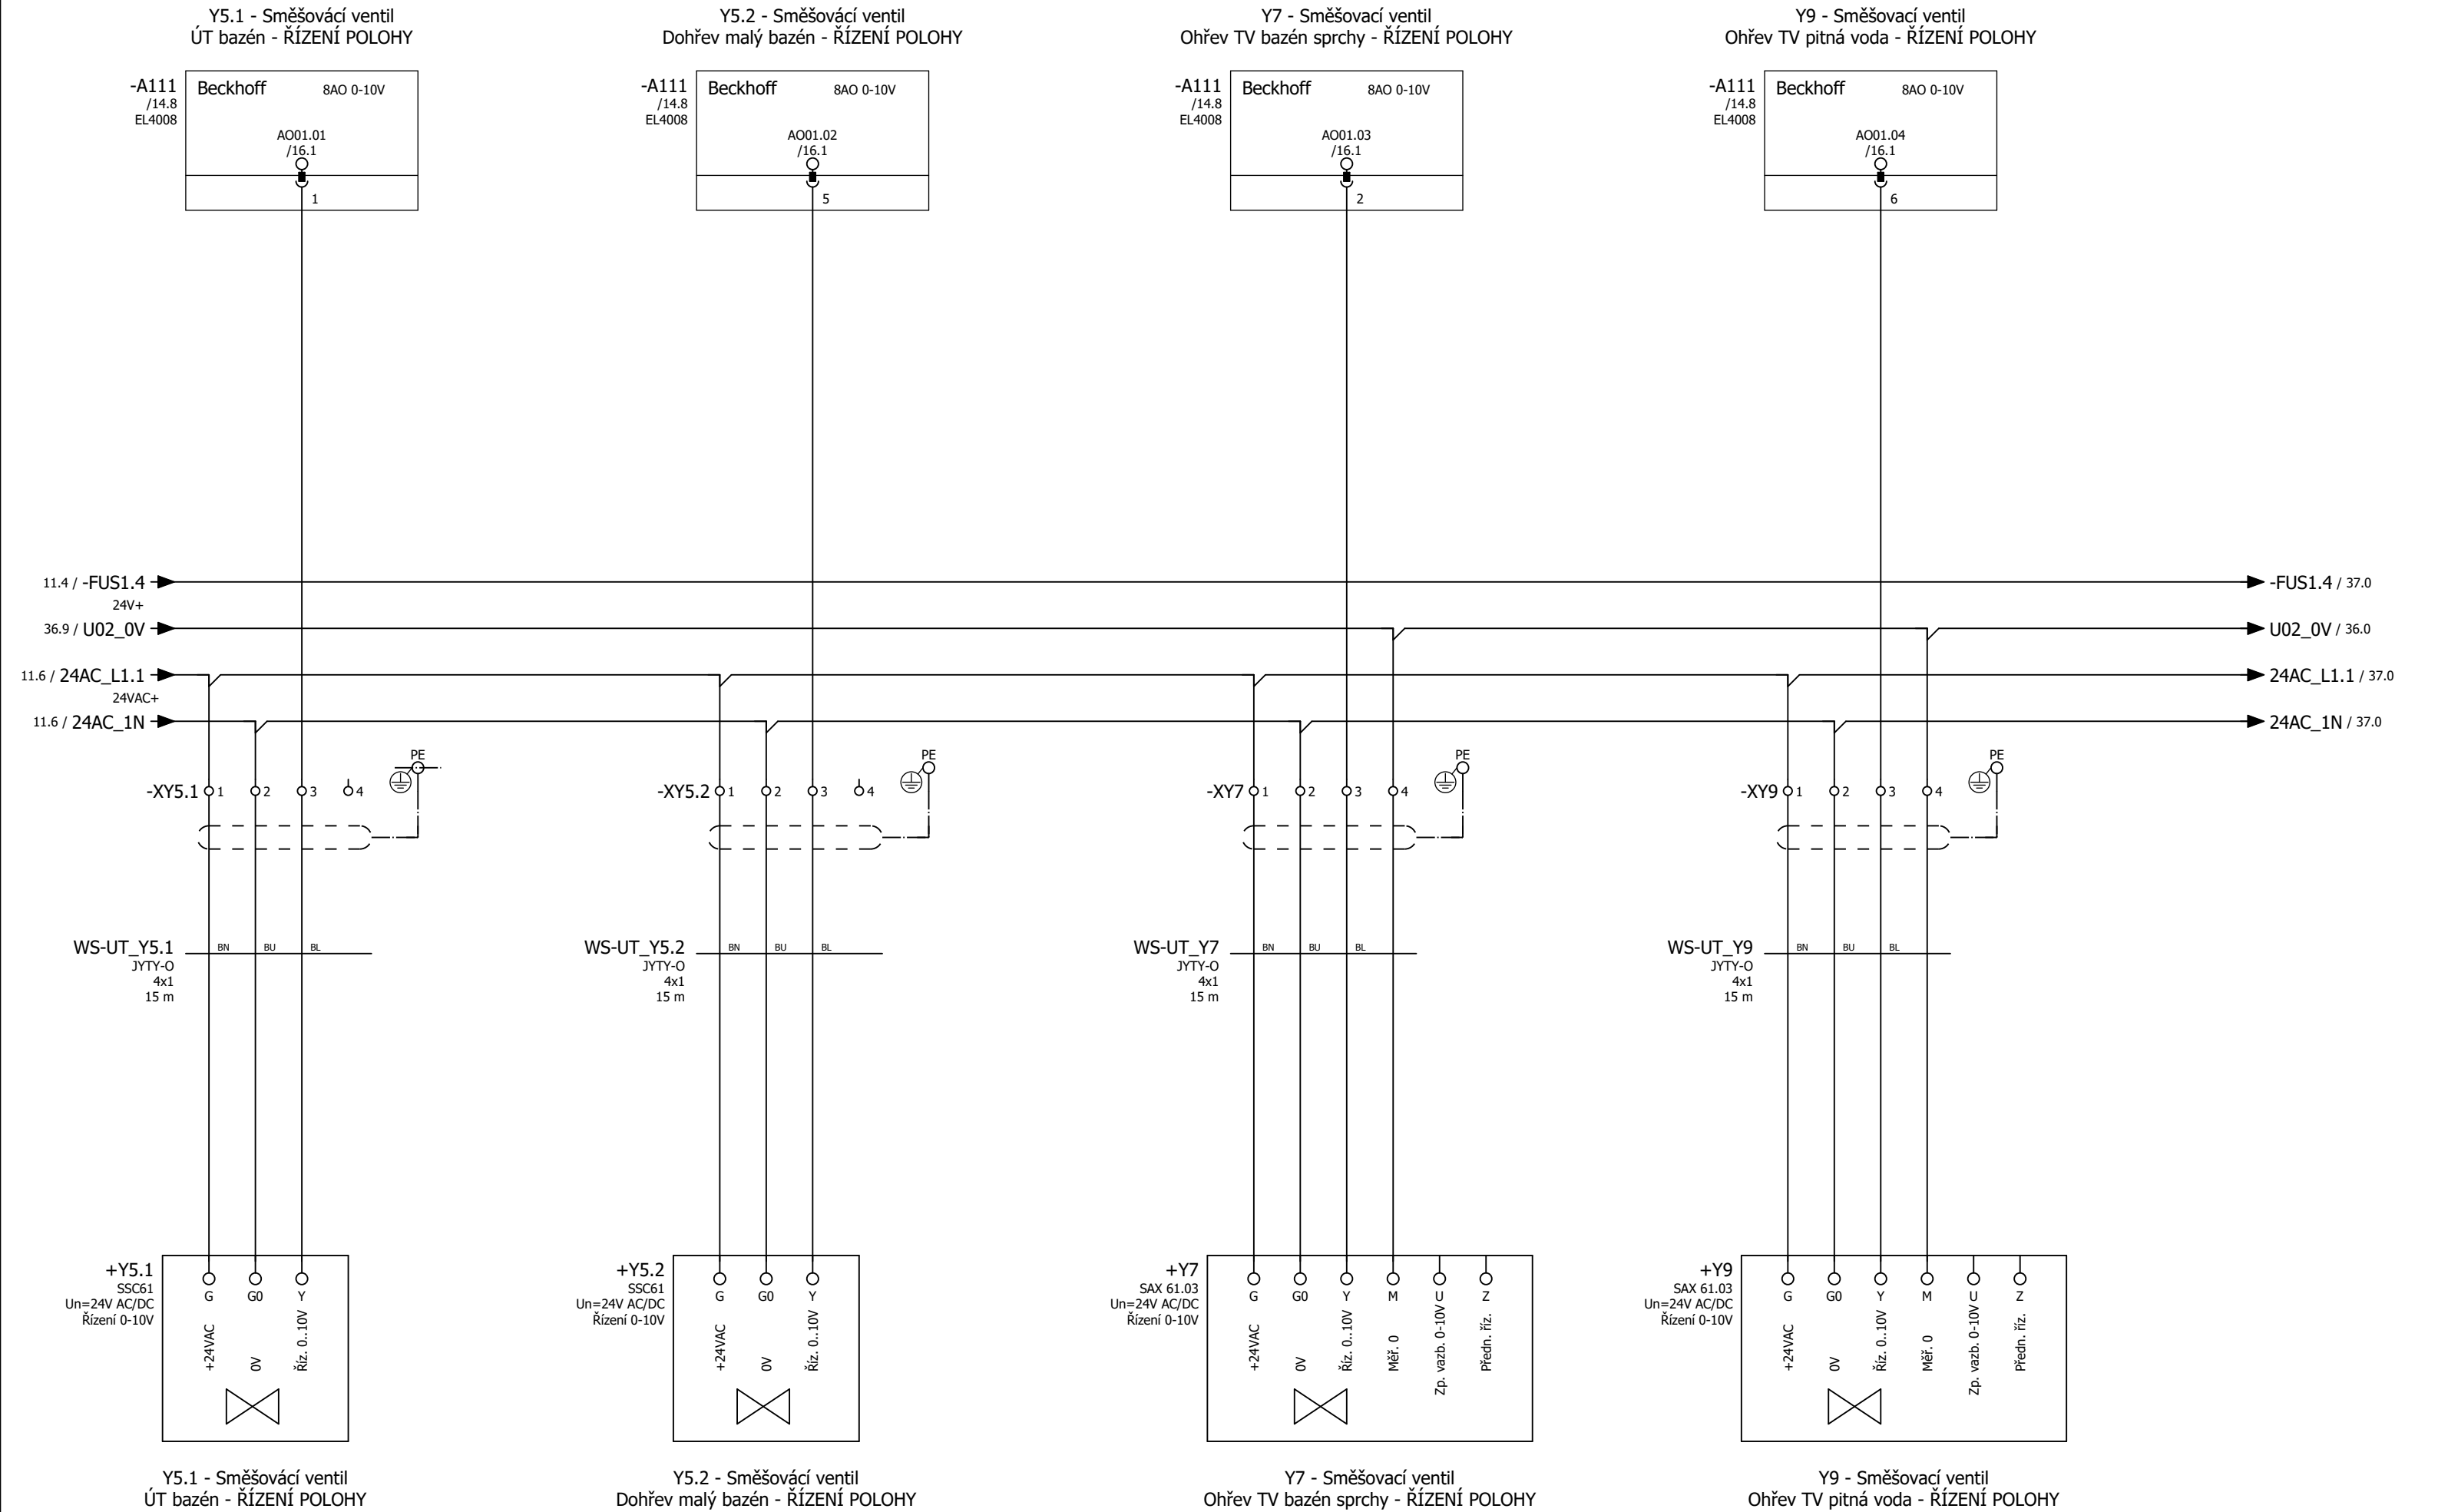 Y5.1 - Směšovácí ventil
ÚT bazén - ŘÍZENÍ POLOHY
Y5.2 - Směšovácí ventil
Dohřev malý bazén - ŘÍZENÍ POLOHY
Y7 - Směšovací ventil
Ohřev TV bazén sprchy - ŘÍZENÍ POLOHY
Y9 - Směšovací ventil
Ohřev TV pitná voda - ŘÍZENÍ POLOHY
-A111
/14.8
EL4008
Beckhoff 8AO 0-10V
AO01.01
/16.1
1
-A111
/14.8
EL4008
Beckhoff 8AO 0-10V
AO01.02
/16.1
5
-A111
/14.8
EL4008
Beckhoff 8AO 0-10V
AO01.03
/16.1
2
-A111
/14.8
EL4008
Beckhoff 8AO 0-10V
AO01.04
/16.1
6
11.4 / -FUS1.4
24V+
-FUS1.4 / 37.0
36.9 / U02_0V
U02_0V / 36.0
11.6 / 24AC_L1.1
24VAC+
24AC_L1.1 / 37.0
11.6 / 24AC_1N
24AC_1N / 37.0
-XY5.1 1 2 3 4 PE
-XY5.2 1 2 3 4 PE
-XY7 1 2 3 4 PE
-XY9 1 2 3 4 PE
WS-UT_Y5.1
JYTY-O
4x1
15 m
BN BU BL
WS-UT_Y5.2
JYTY-O
4x1
15 m
BN BU BL
WS-UT_Y7
JYTY-O
4x1
15 m
BN BU BL
WS-UT_Y9
JYTY-O
4x1
15 m
BN BU BL
+Y5.1
SSC61
Un=24V AC/DC
Řízení 0-10V
G G0 Y
+24VAC
0V
Říz. 0..10V
+Y5.2
SSC61
Un=24V AC/DC
Řízení 0-10V
G G0 Y
+24VAC
0V
Říz. 0..10V
+Y7
SAX 61.03
Un=24V AC/DC
Řízení 0-10V
G G0 Y M U Z
+24VAC
0V
Říz. 0..10V
Měř. 0
Zp. vazb. 0-10V
Předn. říz.
+Y9
SAX 61.03
Un=24V AC/DC
Řízení 0-10V
G G0 Y M U Z
+24VAC
0V
Říz. 0..10V
Měř. 0
Zp. vazb. 0-10V
Předn. říz.
Y5.1 - Směšovácí ventil
ÚT bazén - ŘÍZENÍ POLOHY
Y5.2 - Směšovácí ventil
Dohřev malý bazén - ŘÍZENÍ POLOHY
Y7 - Směšovací ventil
Ohřev TV bazén sprchy - ŘÍZENÍ POLOHY
Y9 - Směšovací ventil
Ohřev TV pitná voda - ŘÍZENÍ POLOHY